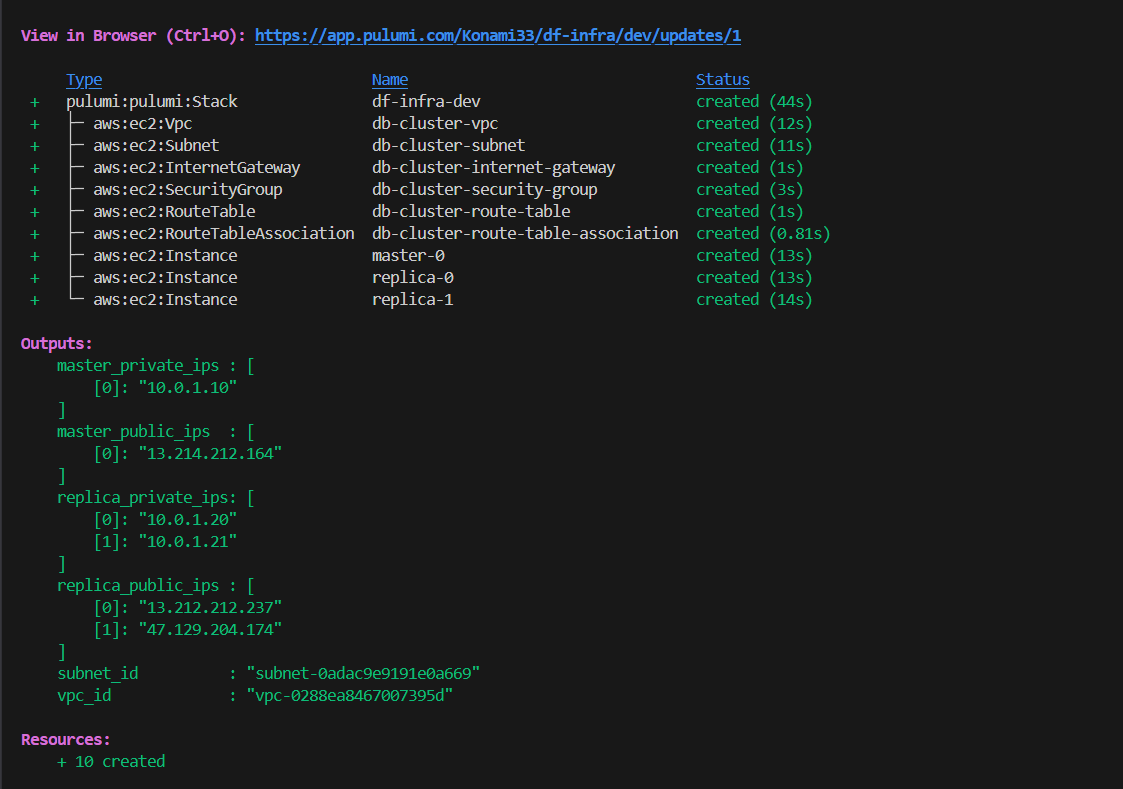 View in Browser (Ctrl+O): https://app.pulumi.com/Konami33/df-infra/dev/updates/1
Type Name Status
+ pulumi:pulumi:Stack df-infra-dev created (44s)
+ ├─ aws:ec2:Vpc db-cluster-vpc created (12s)
+ ├─ aws:ec2:Subnet db-cluster-subnet created (11s)
+ ├─ aws:ec2:InternetGateway db-cluster-internet-gateway created (1s)
+ ├─ aws:ec2:SecurityGroup db-cluster-security-group created (3s)
+ ├─ aws:ec2:RouteTable db-cluster-route-table created (1s)
+ ├─ aws:ec2:RouteTableAssociation db-cluster-route-table-association created (0.81s)
+ ├─ aws:ec2:Instance master-0 created (13s)
+ ├─ aws:ec2:Instance replica-0 created (13s)
+ └─ aws:ec2:Instance replica-1 created (14s)
Outputs:
master_private_ips : [
[0]: "10.0.1.10"
]
master_public_ips : [
[0]: "13.214.212.164"
]
replica_private_ips: [
[0]: "10.0.1.20"
[1]: "10.0.1.21"
]
replica_public_ips : [
[0]: "13.212.212.237"
[1]: "47.129.204.174"
]
subnet_id : "subnet-0adac9e9191e0a669"
vpc_id : "vpc-0288ea8467007395d"
Resources:
+ 10 created